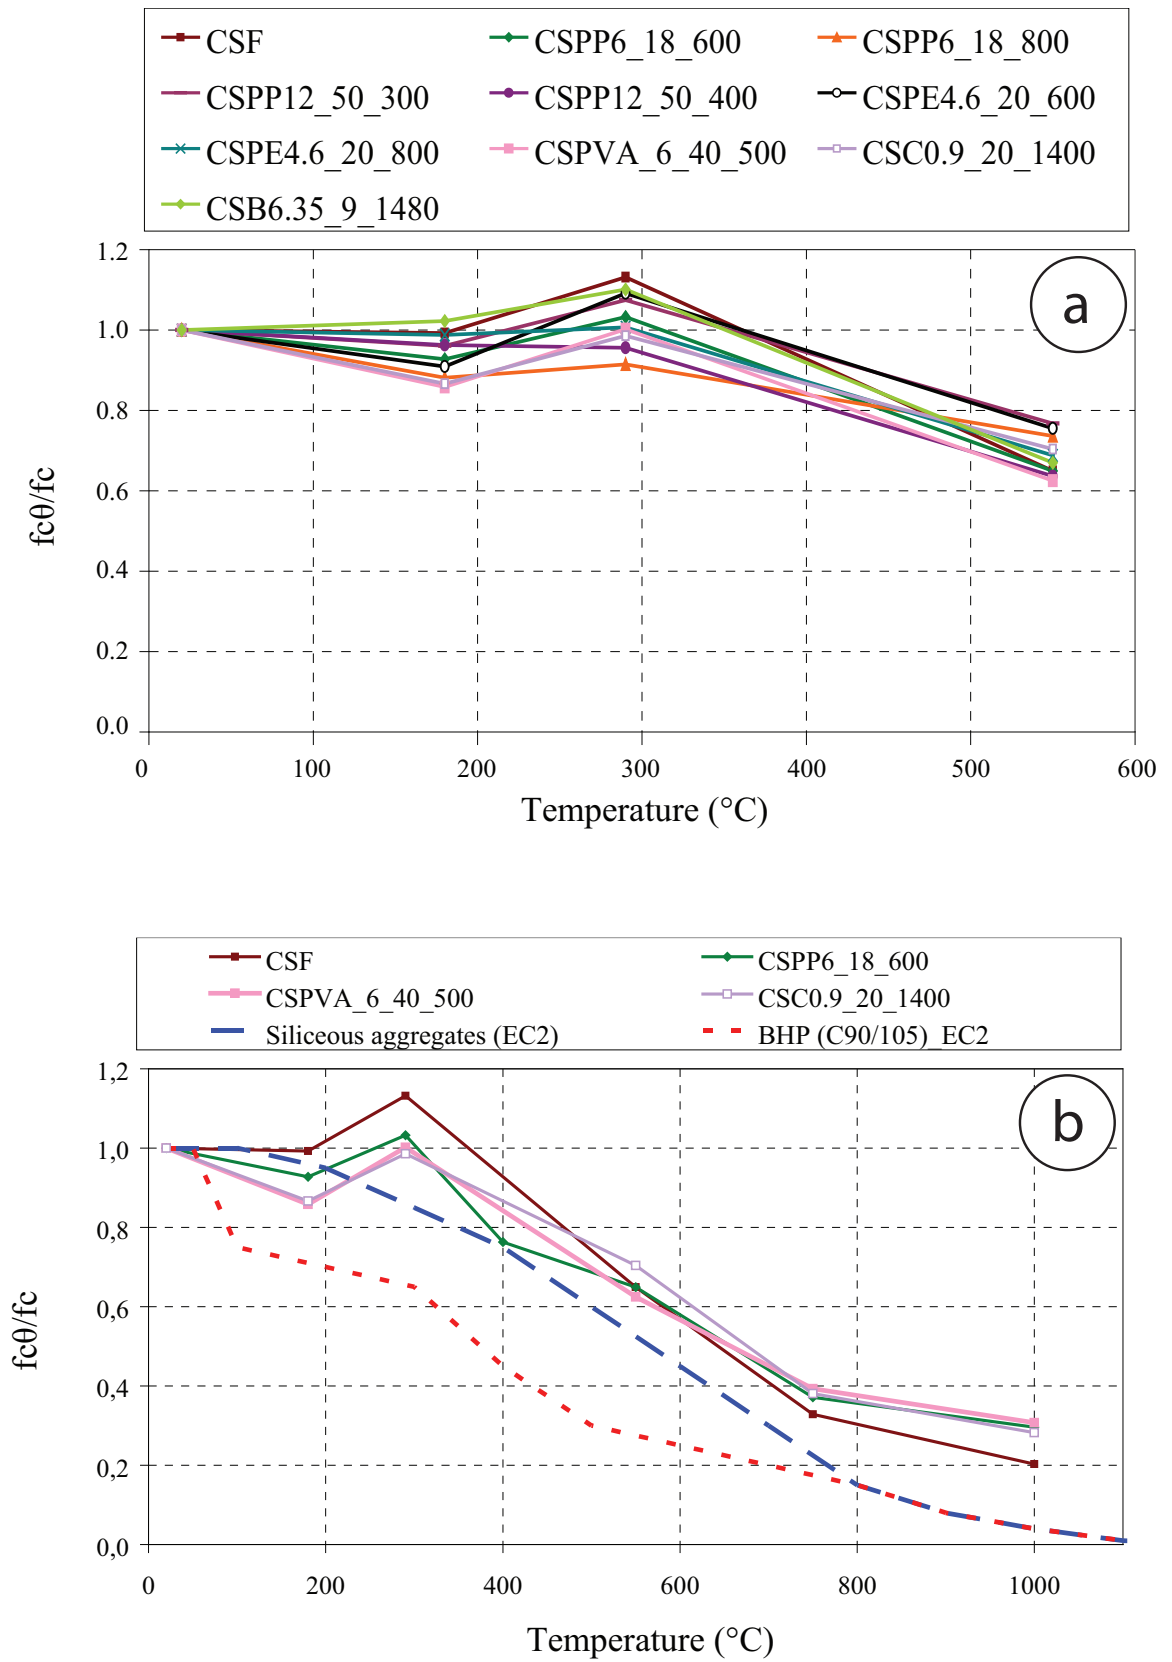 CSF CSPP6_18_600 CSPP6_18_800
CSPP12_50_300 CSPP12_50_400 CSPE4.6_20_600
CSPE4.6_20_800 CSPVA_6_40_500 CSC0.9_20_1400
CSB6.35_9_1480
a
1.2
1.0
0.8
0.6
0.4
0.2
0.0
fcθ/fc
0 100 200 300 400 500 600
Temperature (°C)
CSF CSPP6_18_600
CSPVA_6_40_500 CSC0.9_20_1400
Siliceous aggregates (EC2) BHP (C90/105)_EC2
b
1,2
1,0
0,8
0,6
0,4
0,2
0,0
fcθ/fc
0 200 400 600 800 1000
Temperature (°C)